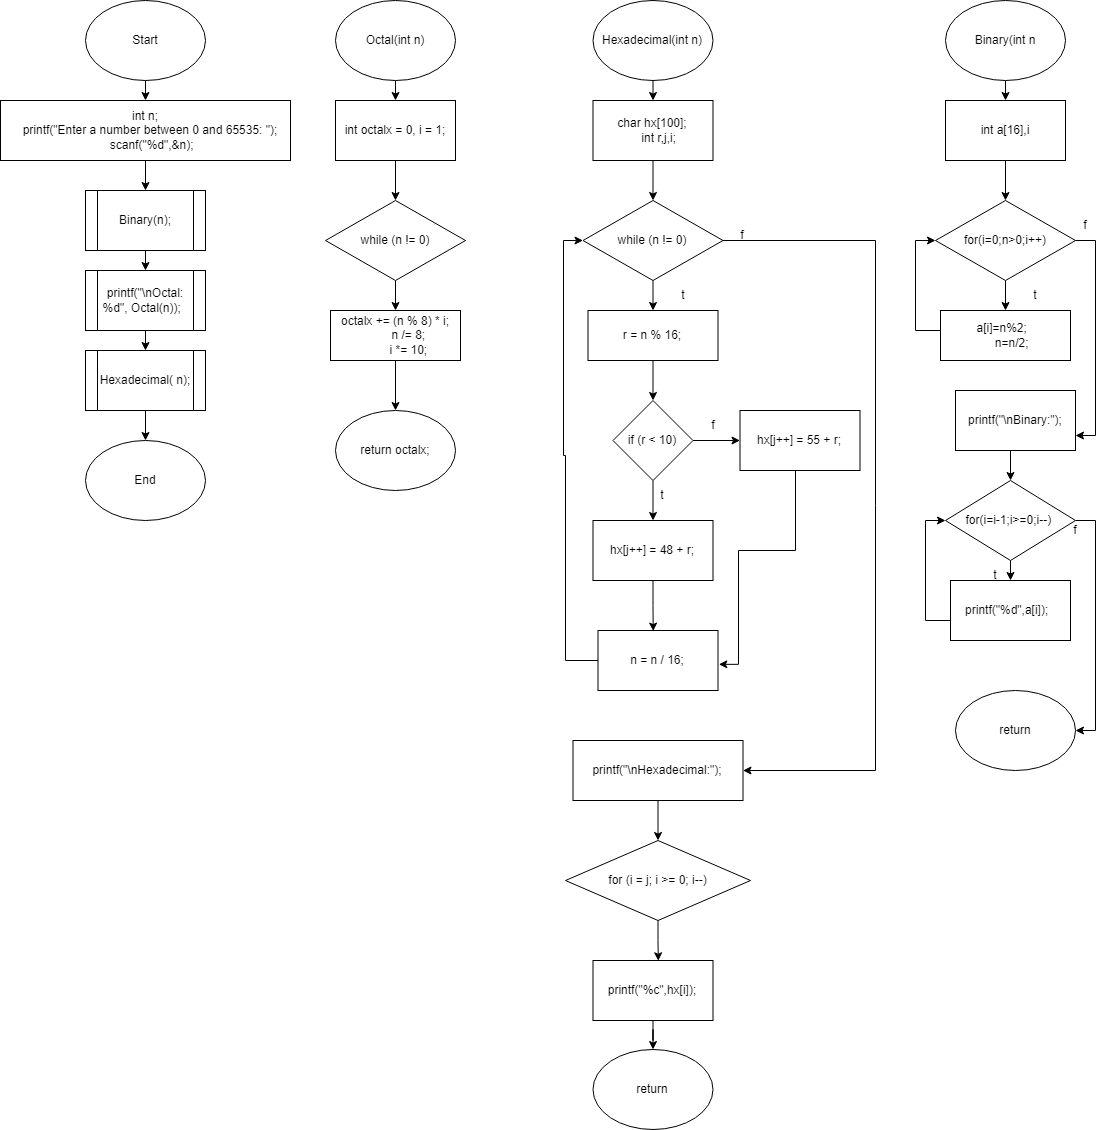 Start
int n;
printf("Enter a number between 0 and 65535: ");
scanf("%d",&n);
Binary(n);
printf("\nOctal:
%d", Octal(n));
Hexadecimal( n);
End
Octal(int n)
int octalx = 0, i = 1;
while (n != 0)
octalx += (n % 8) * i;
n /= 8;
i *= 10;
return octalx;
Hexadecimal(int n)
char hx[100];
int r,j,i;
while (n != 0)
f
t
r = n % 16;
if (r < 10)
f
hx[j++] = 55 + r;
t
hx[j++] = 48 + r;
n = n / 16;
printf("\nHexadecimal:");
for (i = j; i >= 0; i--)
printf("%c",hx[i]);
return
Binary(int n
int a[16],i
for(i=0;n>0;i++)
f
t
a[i]=n%2;
n=n/2;
printf("\nBinary:");
for(i=i-1;i>=0;i--)
f
t
printf("%d",a[i]);
return